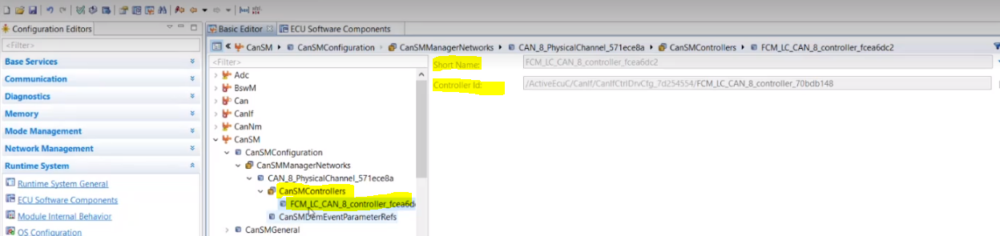 Configuration Editors
Basic Editor
ECU Software Components
<Filter>
CanSM
CanSMConfiguration
CanSMManagerNetworks
CAN_8_PhysicalChannel_571ece8a
CanSMControllers
FCM_LC_CAN_8_controller_fcea6dc2
Base Services
Communication
Diagnostics
Memory
Mode Management
Network Management
Runtime System
Runtime System General
ECU Software Components
Module Internal Behavior
OS Configuration
<Filter>
Adc
BswM
Can
CanIf
CanNm
CanSM
CanSMConfiguration
CanSMManagerNetworks
CAN_8_PhysicalChannel_571ece8a
CanSMControllers
FCM_LC_CAN_8_controller_fcea6d
CanSMDemEventParameterRefs
CanSMGeneral
Short Name:
FCM_LC_CAN_8_controller_fcea6dc2
Controller Id:
/ActiveEcuC/CanIf/CanIfCtrlDrvCfg_7d254554/FCM_LC_CAN_8_controller_70bdb148